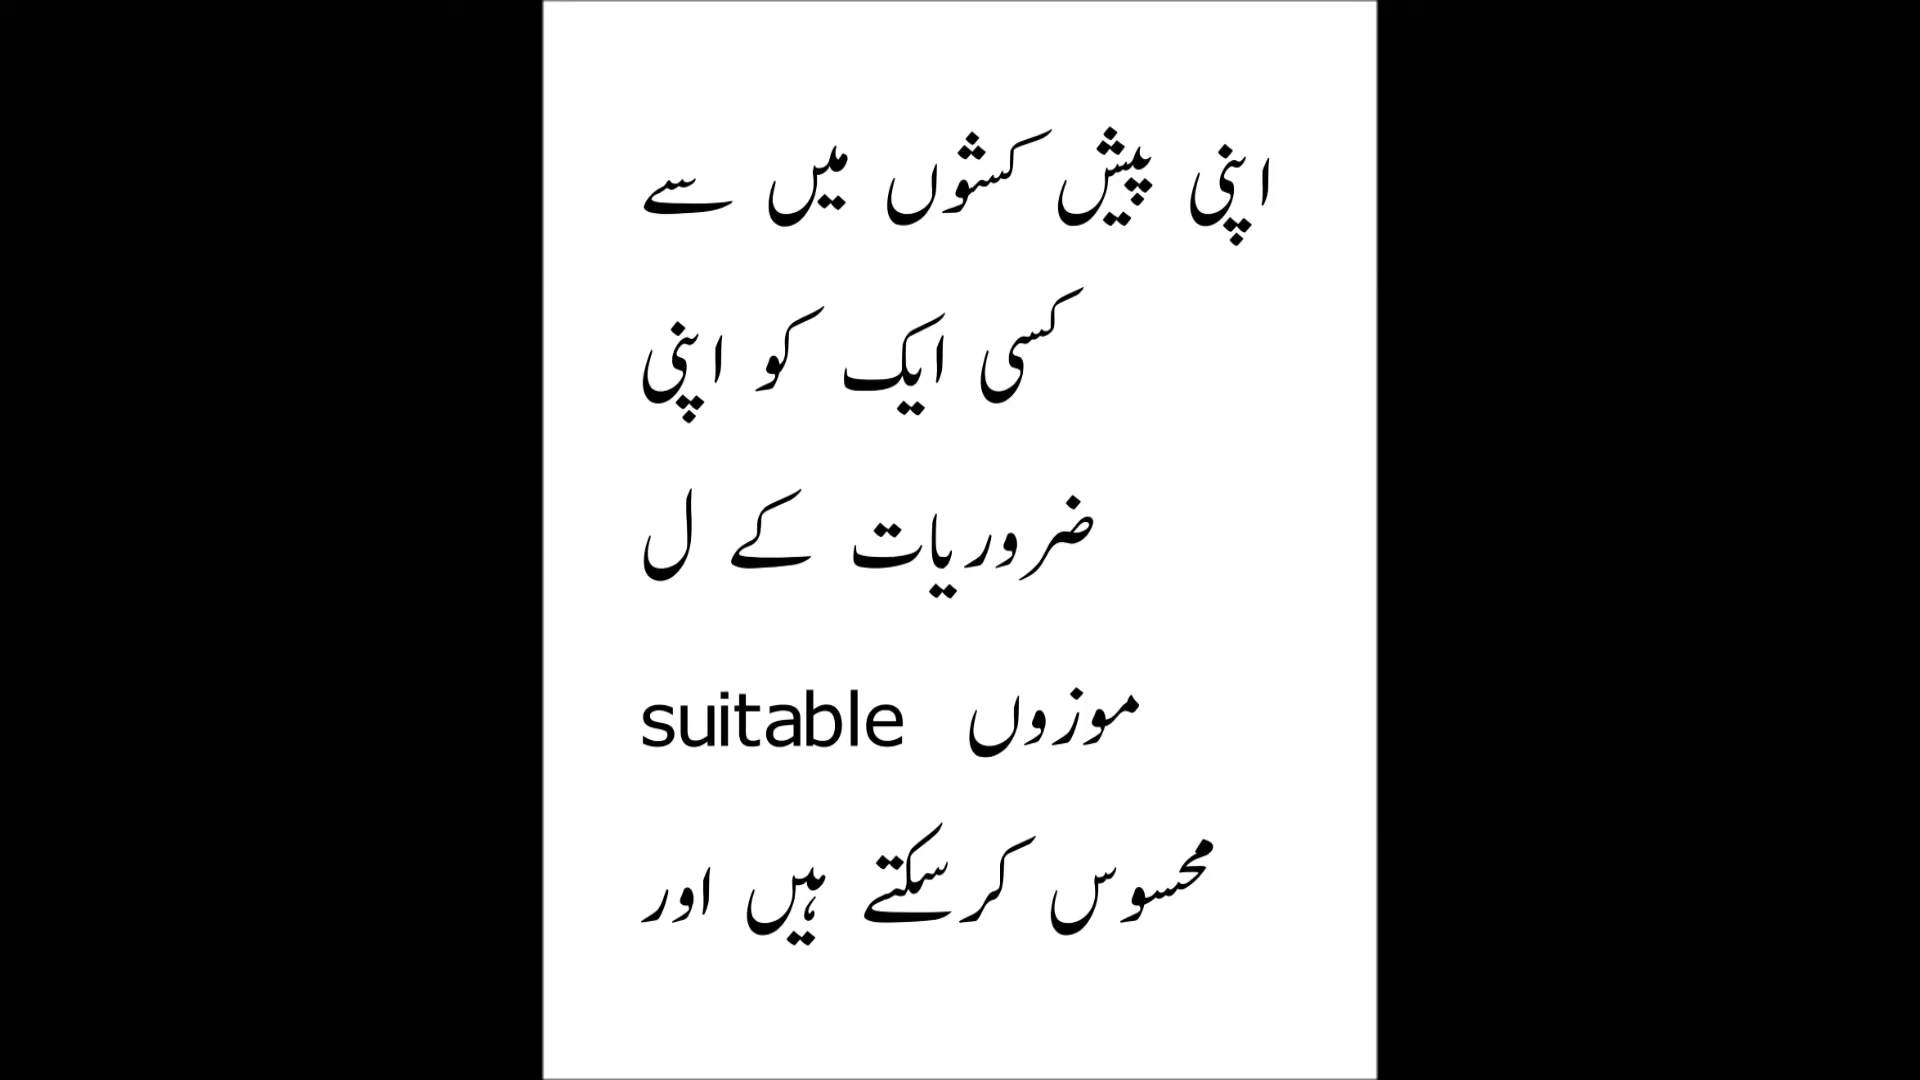 اپنی پیش کشوں میں سے
کسی ایک کو اپنی
ضروریات کے ل
موزوں suitable
محسوس کرسکتے ہیں اور